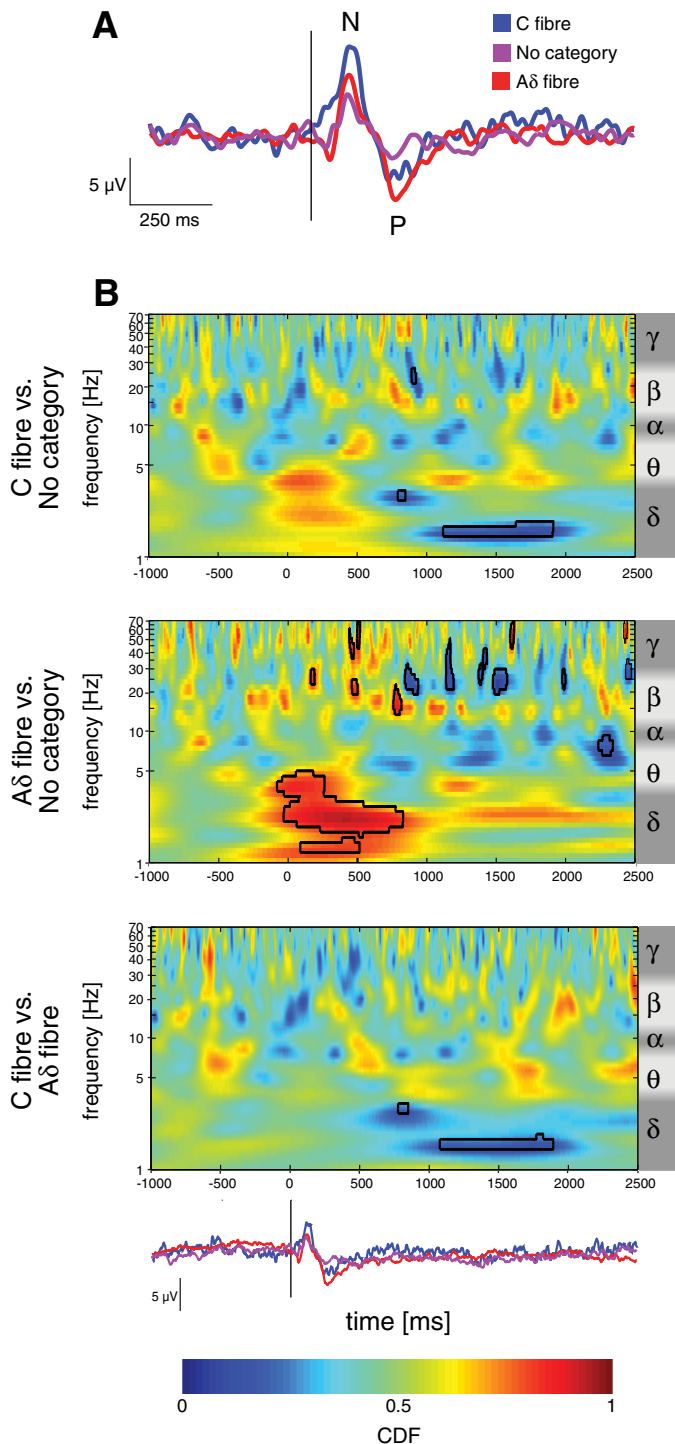 A
N
C fibre
No category
Aδ fibre
5 µV
250 ms
P
B
C fibre vs.
No category
frequency [Hz]
70
60
50
40
30
20
10
5
1
-1000
-500
0
500
1000
1500
2000
2500
γ
β
α
θ
δ
Aδ fibre vs.
No category
frequency [Hz]
70
60
50
40
30
20
10
5
1
-1000
-500
0
500
1000
1500
2000
2500
γ
β
α
θ
δ
C fibre vs.
Aδ fibre
frequency [Hz]
70
60
50
40
30
20
10
5
1
-1000
-500
0
500
1000
1500
2000
2500
γ
β
α
θ
δ
5 µV
time [ms]
0
0.5
1
CDF